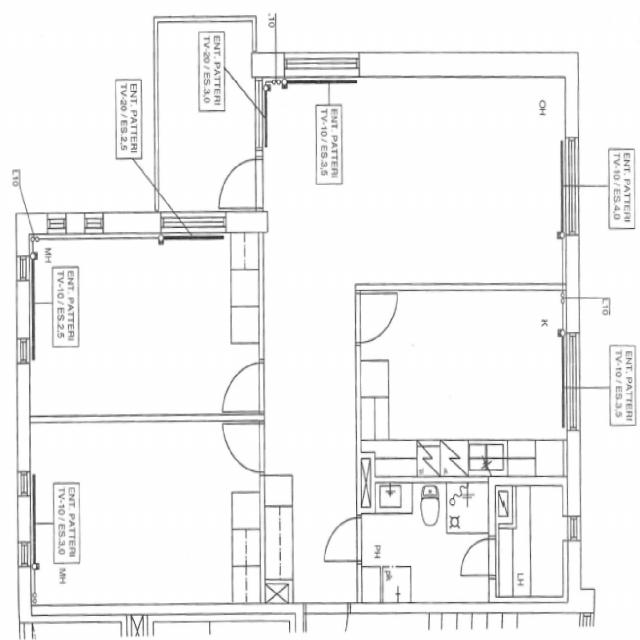 L10
ENT. PATTERI
TV-20 / ES.3,0
ENT. PATTERI
TV-20 / ES.2,5
ENT. PATTERI
TV-10 / ES.3,5
OH
ENT. PATTERI
TV-10 / ES.4,0
L10
MH
ENT. PATTERI
TV-10 / ES.2,5
K
L10
ENT. PATTERI
TV-10 / ES.3,5
ENT. PATTERI
TV-10 / ES.3,0
MH
PH
pk
LH